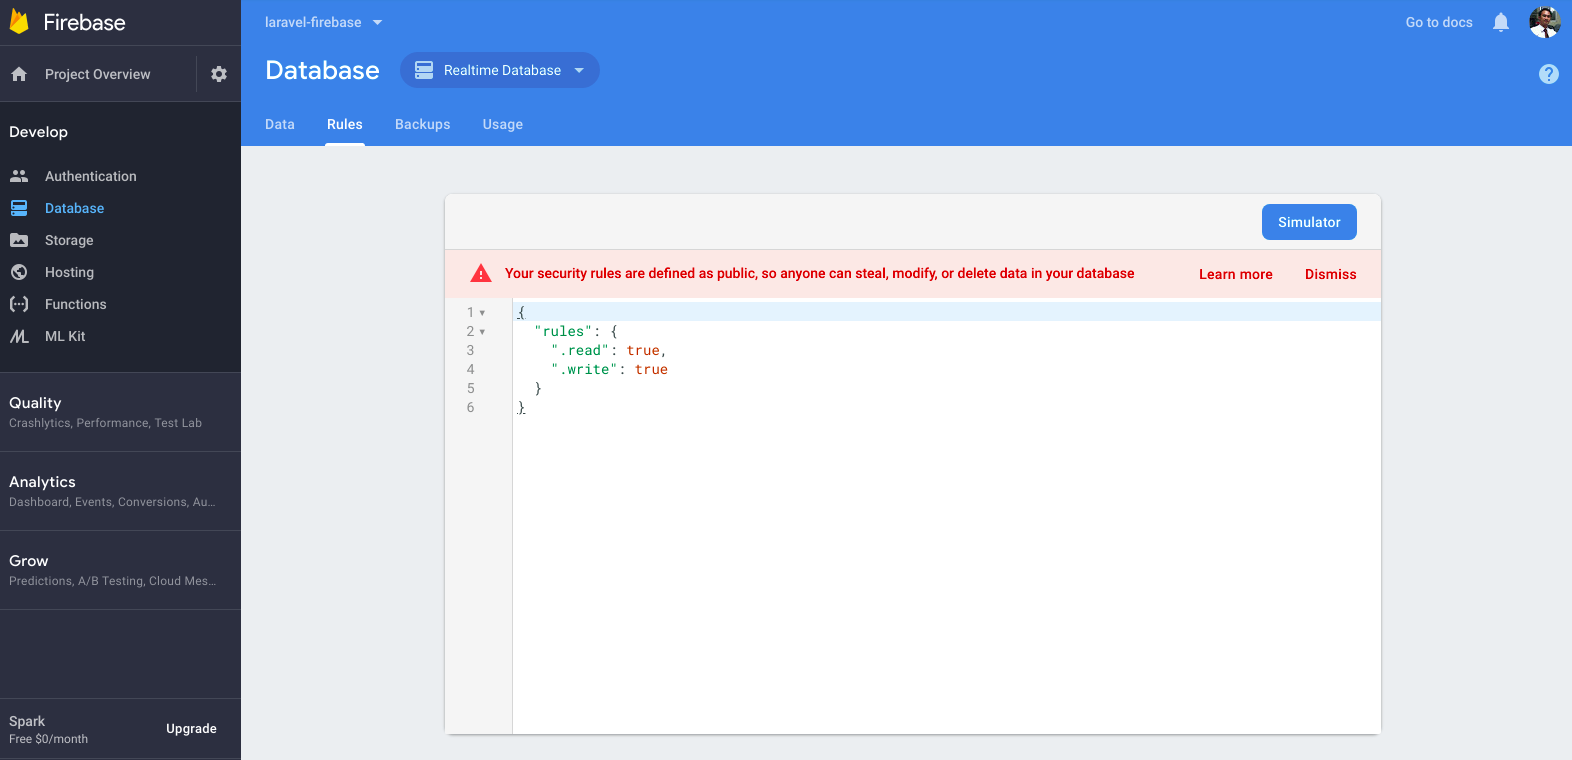 Firebase
Project Overview
Develop
Authentication
Database
Storage
Hosting
Functions
ML Kit
Quality
Crashlytics, Performance, Test Lab
Analytics
Dashboard, Events, Conversions, Au...
Grow
Predictions, A/B Testing, Cloud Mes...
Spark
Free $0/month
Upgrade
laravel-firebase
Go to docs
Database
Realtime Database
Data Rules Backups Usage
Simulator
Your security rules are defined as public, so anyone can steal, modify, or delete data in your database Learn more Dismiss
1 {
2 "rules": {
3 ".read": true,
4 ".write": true
5 }
6 }